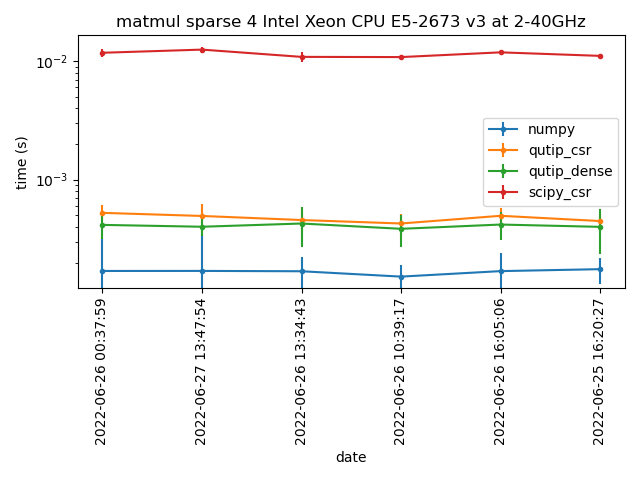 matmul sparse 4 Intel Xeon CPU E5-2673 v3 at 2-40GHz
time (s)
10⁻²
10⁻³
numpy
qutip_csr
qutip_dense
scipy_csr
2022-06-26 00:37:59
2022-06-27 13:47:54
2022-06-26 13:34:43
2022-06-26 10:39:17
2022-06-26 16:05:06
2022-06-25 16:20:27
date